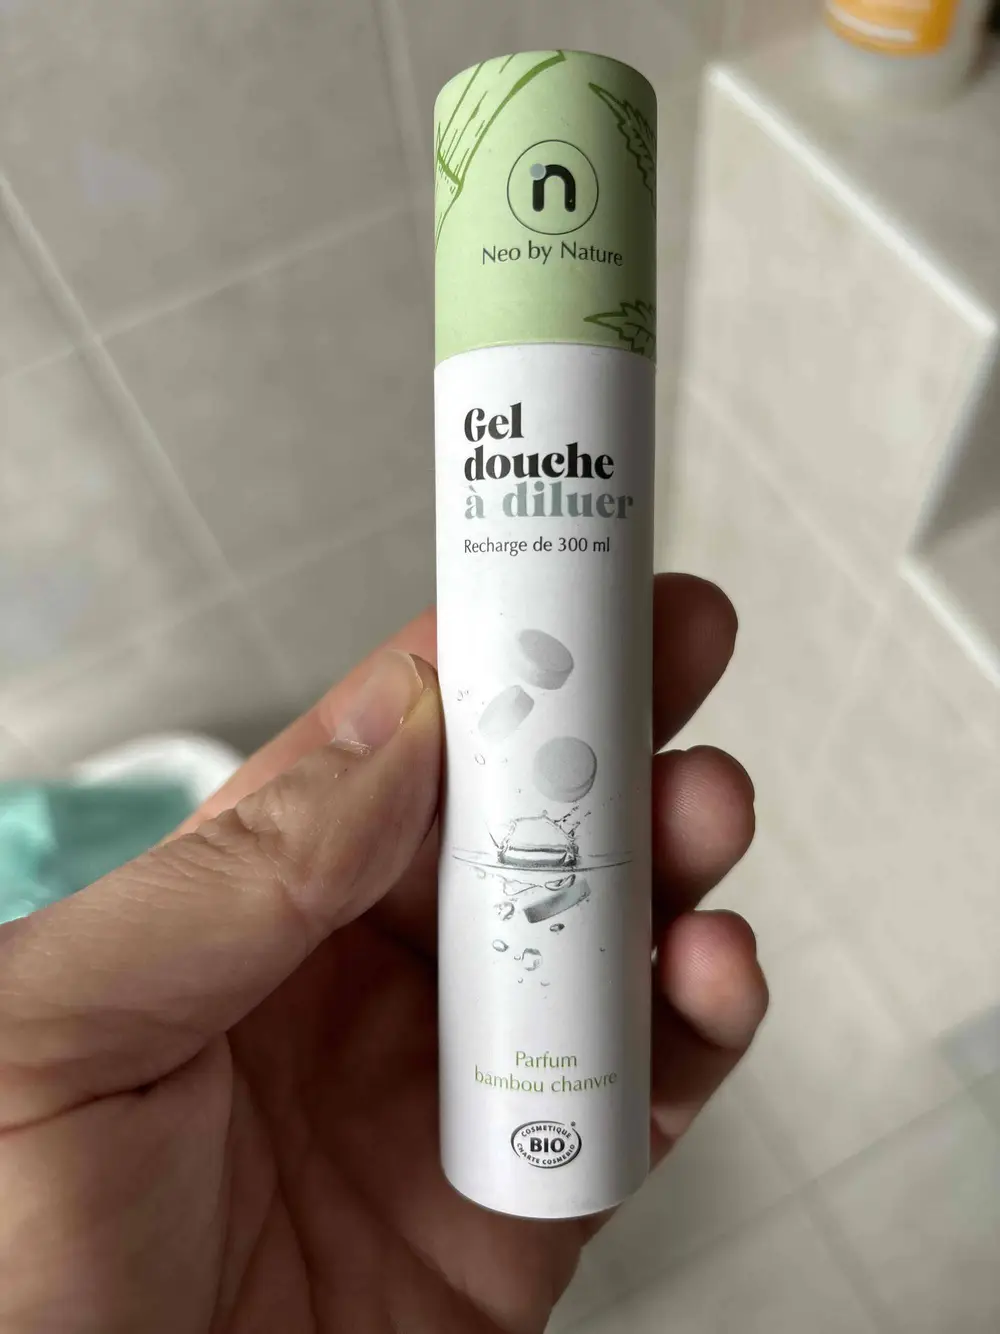 n
Neo by Nature
Gel
douche
à diluer
Recharge de 300 ml
Parfum
bambou chanvre
COSMETIQUE
BIO
CHARTE COSMEBIO